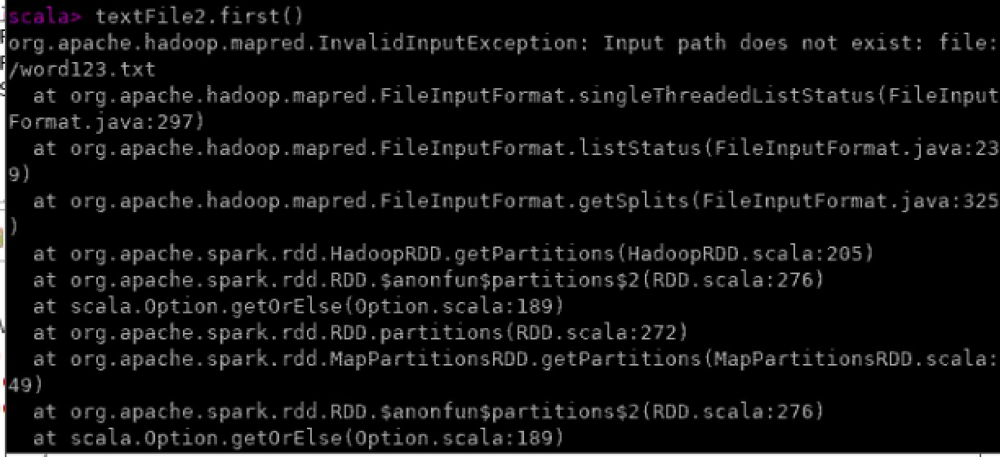 scala> textFile2.first()
org.apache.hadoop.mapred.InvalidInputException: Input path does not exist: file:
/word123.txt
  at org.apache.hadoop.mapred.FileInputFormat.singleThreadedListStatus(FileInput
Format.java:297)
  at org.apache.hadoop.mapred.FileInputFormat.listStatus(FileInputFormat.java:23
9)
  at org.apache.hadoop.mapred.FileInputFormat.getSplits(FileInputFormat.java:325
)
  at org.apache.spark.rdd.HadoopRDD.getPartitions(HadoopRDD.scala:205)
  at org.apache.spark.rdd.RDD.$anonfun$partitions$2(RDD.scala:276)
  at scala.Option.getOrElse(Option.scala:189)
  at org.apache.spark.rdd.RDD.partitions(RDD.scala:272)
  at org.apache.spark.rdd.MapPartitionsRDD.getPartitions(MapPartitionsRDD.scala:
49)
  at org.apache.spark.rdd.RDD.$anonfun$partitions$2(RDD.scala:276)
  at scala.Option.getOrElse(Option.scala:189)